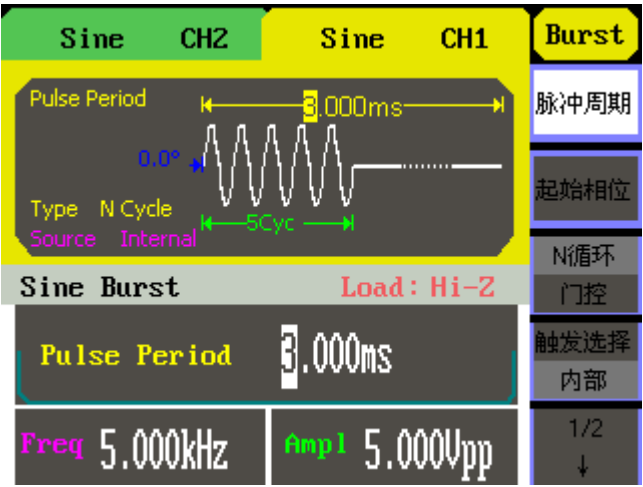 Sine CH2 Sine CH1 Burst
Pulse Period
3.000ms
0.0°
Type N Cycle
5Cyc
Source Internal
Sine Burst Load: Hi-Z
Pulse Period 3.000ms
Freq 5.000kHz Ampl 5.000Vpp
脉冲周期
起始相位
N循环
门控
触发选择
内部
1/2
↓